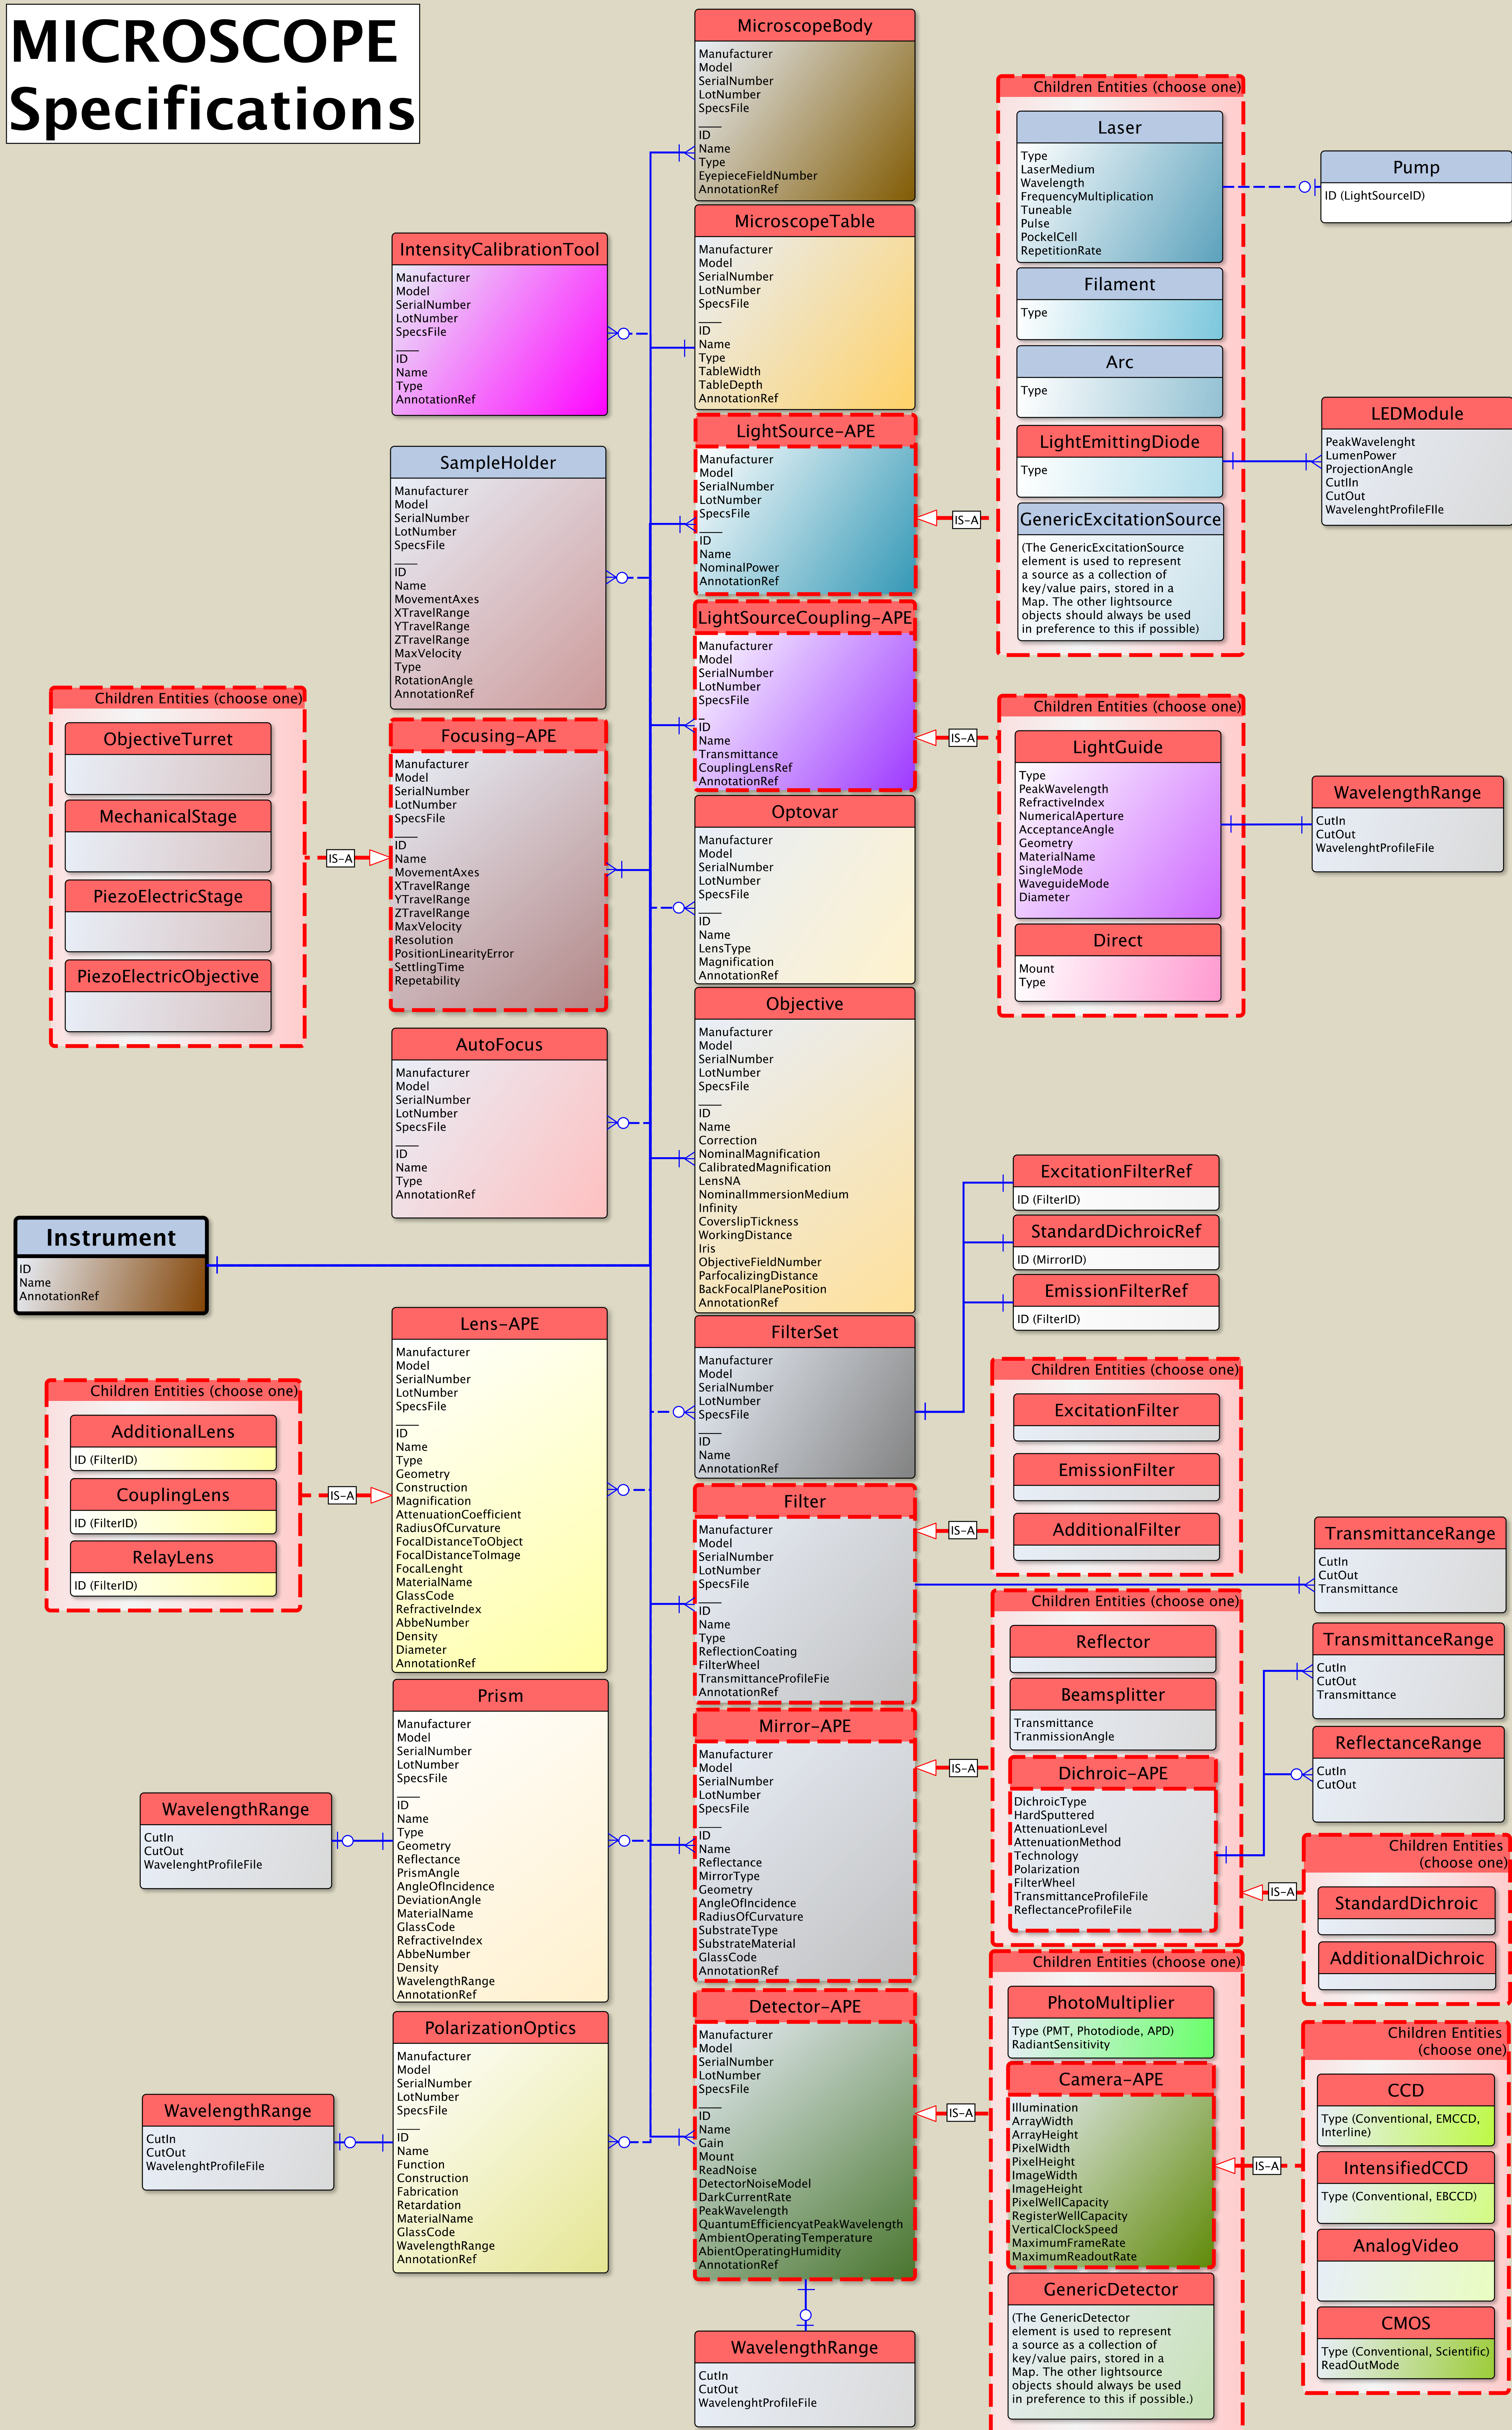 MICROSCOPE
Specifications
MicroscopeBody
Manufacturer
Model
SerialNumber
LotNumber
SpecsFile
ID
Name
Type
EyepieceFieldNumber
AnnotationRef
MicroscopeTable
Manufacturer
Model
SerialNumber
LotNumber
SpecsFile
ID
Name
Type
TableWidth
TableDepth
AnnotationRef
IntensityCalibrationTool
Manufacturer
Model
SerialNumber
LotNumber
SpecsFile
ID
Name
Type
AnnotationRef
Children Entities (choose one)
Laser
Type
LaserMedium
Wavelength
FrequencyMultiplication
Tuneable
Pulse
PockelCell
RepetitionRate
Pump
ID (LightSourceID)
Filament
Type
Arc
Type
LightEmittingDiode
Type
LEDModule
PeakWavelenght
LumenPower
ProjectionAngle
CutIIn
CutOut
WavelenghtProfileFIle
GenericExcitationSource
(The GenericExcitationSource
element is used to represent
a source as a collection of
key/value pairs, stored in a
Map. The other lightsource
objects should always be used
in preference to this if possible)
LightSource-APE
Manufacturer
Model
SerialNumber
LotNumber
SpecsFile
ID
Name
NominalPower
AnnotationRef
IS-A
SampleHolder
Manufacturer
Model
SerialNumber
LotNumber
SpecsFile
ID
Name
MovementAxes
XTravelRange
YTravelRange
ZTravelRange
MaxVelocity
Type
RotationAngle
AnnotationRef
LightSourceCoupling-APE
Manufacturer
Model
SerialNumber
LotNumber
SpecsFile
ID
Name
Transmittance
CouplingLensRef
AnnotationRef
IS-A
Children Entities (choose one)
LightGuide
Type
PeakWavelength
RefractiveIndex
NumericalAperture
AcceptanceAngle
Geometry
MaterialName
SingleMode
WaveguideMode
Diameter
Direct
Mount
Type
WavelengthRange
CutIn
CutOut
WavelenghtProfileFile
Children Entities (choose one)
ObjectiveTurret
MechanicalStage
PiezoElectricStage
PiezoElectricObjective
IS-A
Focusing-APE
Manufacturer
Model
SerialNumber
LotNumber
SpecsFile
ID
Name
MovementAxes
XTravelRange
YTravelRange
ZTravelRange
MaxVelocity
Resolution
PositionLinearityError
SettlingTime
Repetability
Optovar
Manufacturer
Model
SerialNumber
LotNumber
SpecsFile
ID
Name
LensType
Magnification
AnnotationRef
Objective
Manufacturer
Model
SerialNumber
LotNumber
SpecsFile
ID
Name
Correction
NominalMagnification
CalibratedMagnification
LensNA
NominalImmersionMedium
Infinity
CoverslipTickness
WorkingDistance
Iris
ObjectiveFieldNumber
ParfocalizingDistance
BackFocalPlanePosition
AnnotationRef
AutoFocus
Manufacturer
Model
SerialNumber
LotNumber
SpecsFile
ID
Name
Type
AnnotationRef
Instrument
ID
Name
AnnotationRef
ExcitationFilterRef
ID (FilterID)
StandardDichroicRef
ID (MirrorID)
EmissionFilterRef
ID (FilterID)
FilterSet
Manufacturer
Model
SerialNumber
LotNumber
SpecsFile
ID
Name
AnnotationRef
Lens-APE
Manufacturer
Model
SerialNumber
LotNumber
SpecsFile
ID
Name
Type
Geometry
Construction
Magnification
AttenuationCoefficient
RadiusOfCurvature
FocalDistanceToObject
FocalDistanceToImage
FocalLenght
MaterialName
GlassCode
RefractiveIndex
AbbeNumber
Density
Diameter
AnnotationRef
Children Entities (choose one)
AdditionalLens
ID (FilterID)
CouplingLens
ID (FilterID)
RelayLens
ID (FilterID)
IS-A
Children Entities (choose one)
ExcitationFilter
EmissionFilter
AdditionalFilter
IS-A
Filter
Manufacturer
Model
SerialNumber
LotNumber
SpecsFile
ID
Name
Type
ReflectionCoating
FilterWheel
TransmittanceProfileFie
AnnotationRef
TransmittanceRange
CutIn
CutOut
Transmittance
Children Entities (choose one)
Reflector
Beamsplitter
Transmittance
TranmissionAngle
Dichroic-APE
DichroicType
HardSputtered
AttenuationLevel
AttenuationMethod
Technology
Polarization
FilterWheel
TransmittanceProfileFile
ReflectanceProfileFile
TransmittanceRange
CutIn
CutOut
Transmittance
ReflectanceRange
CutIn
CutOut
IS-A
Children Entities
(choose one)
StandardDichroic
AdditionalDichroic
Mirror-APE
Manufacturer
Model
SerialNumber
LotNumber
SpecsFile
ID
Name
Reflectance
MirrorType
Geometry
AngleOfIncidence
RadiusOfCurvature
SubstrateType
SubstrateMaterial
GlassCode
AnnotationRef
IS-A
Prism
Manufacturer
Model
SerialNumber
LotNumber
SpecsFile
ID
Name
Type
Geometry
Reflectance
PrismAngle
AngleOfIncidence
DeviationAngle
MaterialName
GlassCode
RefractiveIndex
AbbeNumber
Density
WavelengthRange
AnnotationRef
WavelengthRange
CutIn
CutOut
WavelenghtProfileFile
PolarizationOptics
Manufacturer
Model
SerialNumber
LotNumber
SpecsFile
ID
Name
Function
Construction
Fabrication
Retardation
MaterialName
GlassCode
WavelengthRange
AnnotationRef
WavelengthRange
CutIn
CutOut
WavelenghtProfileFile
Detector-APE
Manufacturer
Model
SerialNumber
LotNumber
SpecsFile
ID
Name
Gain
Mount
ReadNoise
DetectorNoiseModel
DarkCurrentRate
PeakWavelength
QuantumEfficiencyatPeakWavelength
AmbientOperatingTemperature
AbientOperatingHumidity
AnnotationRef
IS-A
Children Entities (choose one)
PhotoMultiplier
Type (PMT, Photodiode, APD)
RadiantSensitivity
Camera-APE
Illumination
ArrayWidth
ArrayHeight
PixelWidth
PixelHeight
ImageWidth
ImageHeight
PixelWellCapacity
RegisterWellCapacity
VerticalClockSpeed
MaximumFrameRate
MaximumReadoutRate
IS-A
Children Entities
(choose one)
CCD
Type (Conventional, EMCCD,
Interline)
IntensifiedCCD
Type (Conventional, EBCCD)
AnalogVideo
CMOS
Type (Conventional, Scientific)
ReadOutMode
GenericDetector
(The GenericDetector
element is used to represent
a source as a collection of
key/value pairs, stored in a
Map. The other lightsource
objects should always be used
in preference to this if possible.)
WavelengthRange
CutIn
CutOut
WavelenghtProfileFile